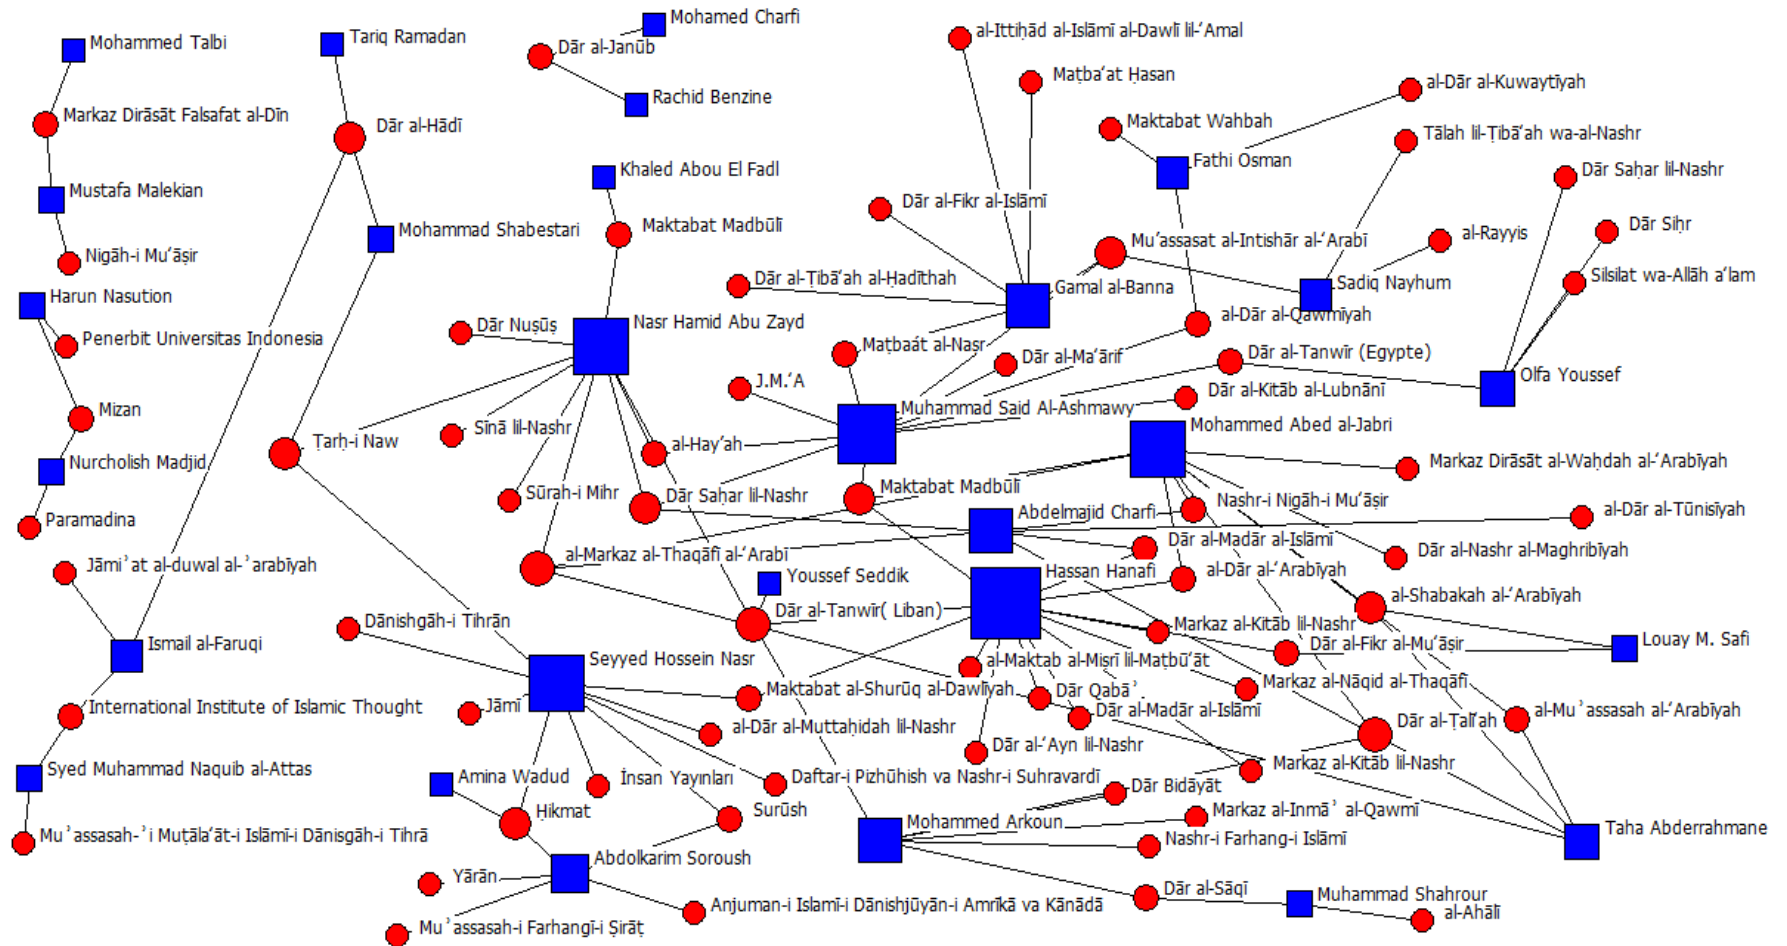 Mohamed Charfi
al-Ittiḥād al-Islāmī al-Dawlī lil-ʻAmal
Tariq Ramadan
Mohammed Talbi
Dār al-Janūb
Maṭbaʻat Ḥasan
al-Dār al-Kuwaytīyah
Rachid Benzine
Markaz Dirāsāt Falsafat al-Dīn
Dār al-Hādī
Maktabat Wahbah
Tālah lil-Ṭibāʻah wa-al-Nashr
Fathi Osman
Khaled Abou El Fadl
Dār Saḥar lil-Nashr
Mustafa Malekian
Dār al-Fikr al-Islāmī
Maktabat Madbūlī
Dār Siḥr
Mohammad Shabestari
al-Rayyis
Mu’assasat al-Intishār al-ʻArabī
Nigāh-i Muʻāṣir
Dār al-Ṭibāʻah al-Ḥadīthah
Gamal al-Banna
Sadiq Nayhum
Silsilat wa-Allāh aʻlam
Harun Nasution
Nasr Hamid Abu Zayd
al-Dār al-Qawmīyah
Dār Nuṣūṣ
Penerbit Universitas Indonesia
Maṭbaát al-Naṣr
Dār al-Maʻārif
Dār al-Tanwīr (Egypte)
Olfa Youssef
J.M.ʻA
Dār al-Kitāb al-Lubnānī
Mizan
Muhammad Said Al-Ashmawy
Mohammed Abed al-Jabri
Sīnā lil-Nashr
Ṭarḥ-i Naw
al-Hay’ah
Nurcholish Madjid
Markaz Dirāsāt al-Waḥdah al-ʻArabīyah
Sūrah-i Mihr
Dār Saḥar lil-Nashr
Maktabat Madbūlī
Nashr-i Nigāh-i Muʻāṣir
Paramadina
Abdelmajid Charfi
al-Dār al-Tūnisīyah
Dār al-Madār al-Islāmī
Dār al-Nashr al-Maghribīyah
al-Markaz al-Thaqāfī al-ʻArabī
Jāmiʾat al-duwal al-ʾarabīyah
Youssef Seddik
Hassan Hanafi
al-Dār al-ʻArabīyah
al-Shabakah al-ʻArabīyah
Dānishgāh-i Tihrān
Dār al-Tanwīr( Liban)
Markaz al-Kitāb lil-Nashr
Ismail al-Faruqi
Dār al-Fikr al-Muʻāṣir
Louay M. Safi
Seyyed Hossein Nasr
al-Maktab al-Miṣrī lil-Maṭbūʻāt
Markaz al-Nāqid al-Thaqāfī
Maktabat al-Shurūq al-Dawlīyah
Dār Qabāʾ
International Institute of Islamic Thought
Jāmī
Dār al-Madār al-Islāmī
Dār al-Ṭalīʻah
al-Muʾassasah al-ʻArabīyah
al-Dār al-Muttaḥidah lil-Nashr
Dār al-ʻAyn lil-Nashr
Markaz al-Kitāb lil-Nashr
Syed Muhammad Naquib al-Attas
Amina Wadud
İnsan Yayınları
Daftar-i Pizhūhish va Nashr-i Suhravardī
Dār Bidāyāt
Ḥikmat
Surūsh
Markaz al-Inmāʾ al-Qawmī
Mohammed Arkoun
Taha Abderrahmane
Muʾassasah-ʾi Muṭālaʻāt-i Islāmī-i Dānisgāh-i Tihrā
Nashr-i Farhang-i Islāmī
Abdolkarim Soroush
Yārān
Dār al-Sāqī
Muhammad Shahrour
Anjuman-i Islamī-i Dānishjūyān-i Amrīkā va Kānādā
al-Ahālī
Muʾassasah-i Farhangī-i Ṣirāṭ